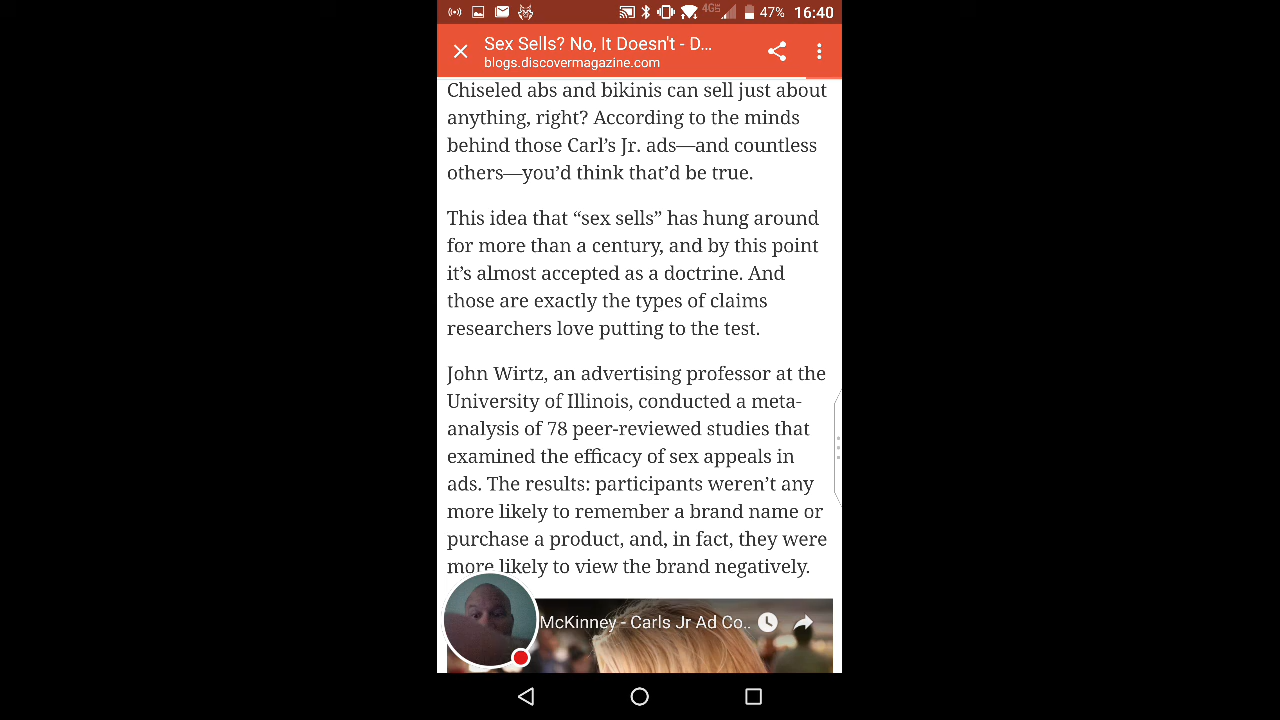 4G 47% 16:40
Sex Sells? No, It Doesn't - D...
blogs.discovermagazine.com
Chiseled abs and bikinis can sell just about
anything, right? According to the minds
behind those Carl’s Jr. ads—and countless
others—you’d think that’d be true.
This idea that “sex sells” has hung around
for more than a century, and by this point
it’s almost accepted as a doctrine. And
those are exactly the types of claims
researchers love putting to the test.
John Wirtz, an advertising professor at the
University of Illinois, conducted a meta-
analysis of 78 peer-reviewed studies that
examined the efficacy of sex appeals in
ads. The results: participants weren’t any
more likely to remember a brand name or
purchase a product, and, in fact, they were
more likely to view the brand negatively.
McKinney - Carls Jr Ad Co..